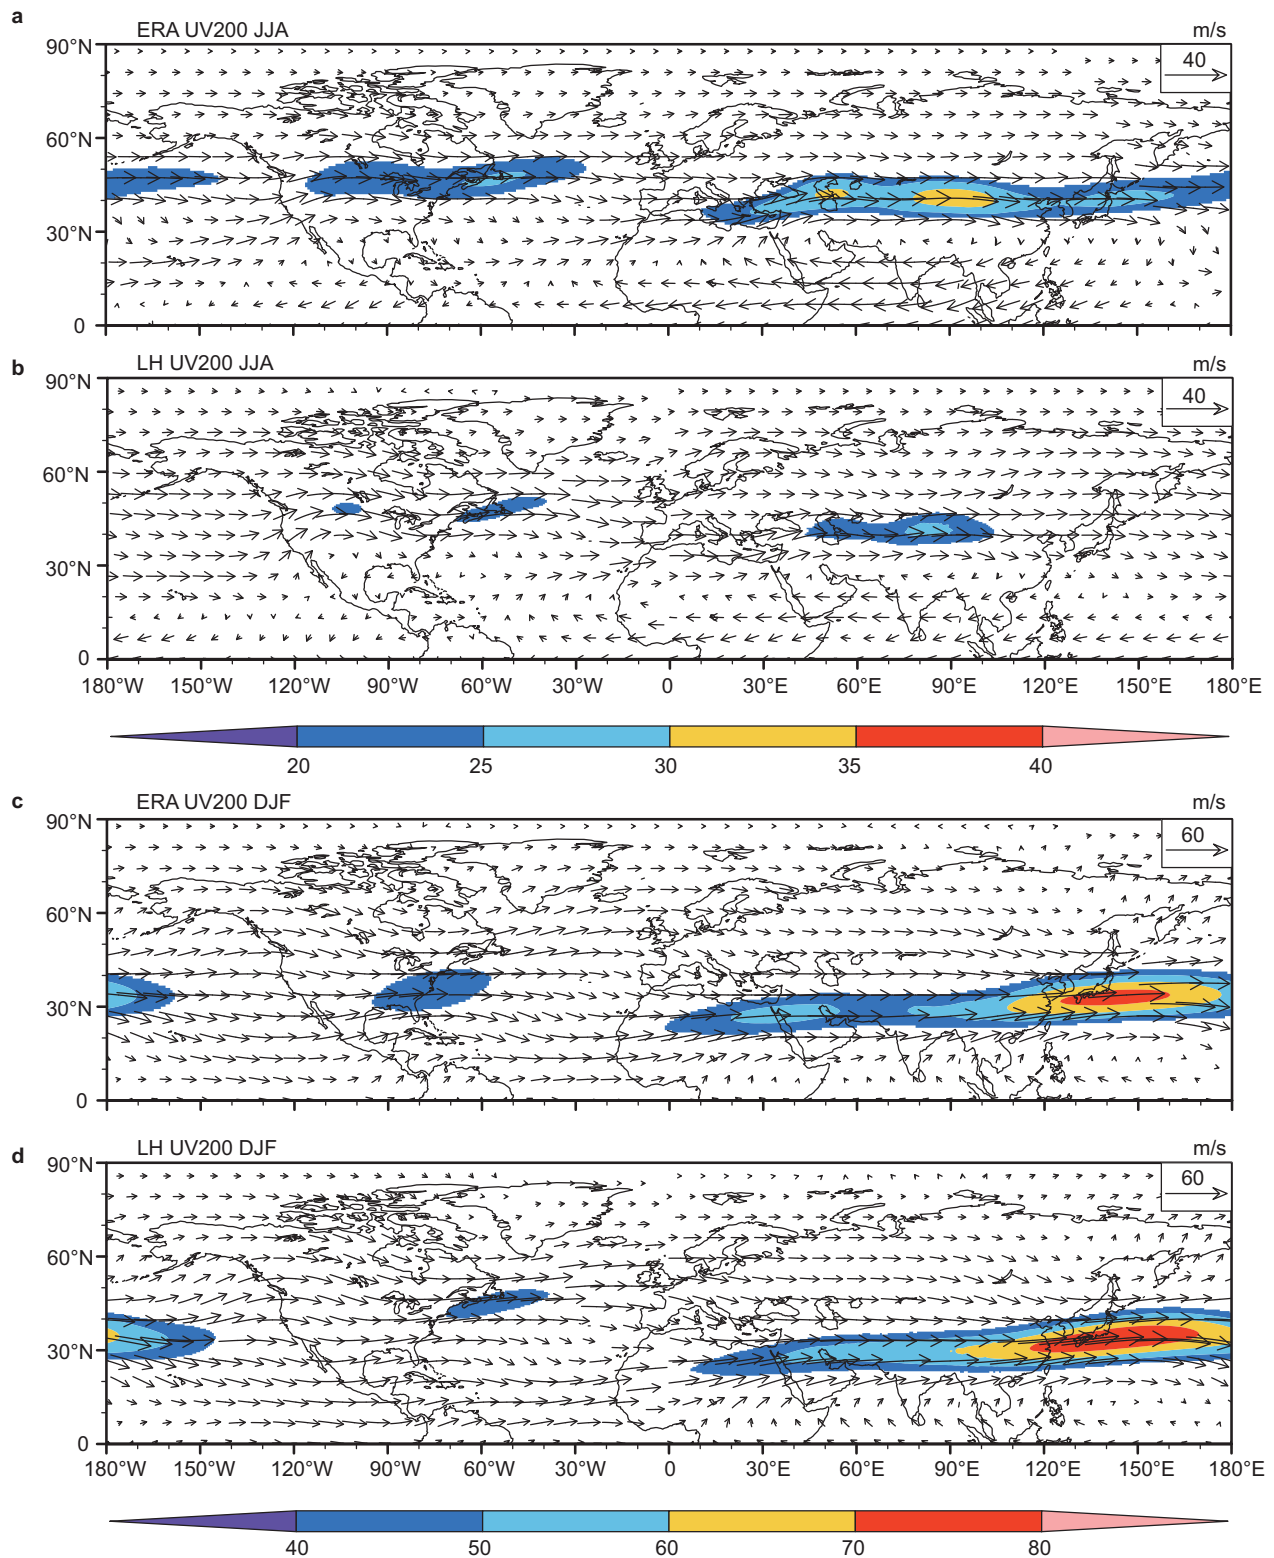 a
ERA UV200 JJA m/s
90°N
40
60°N
30°N
0
b
LH UV200 JJA m/s
90°N
40
60°N
30°N
0
180°W 150°W 120°W 90°W 60°W 30°W 0 30°E 60°E 90°E 120°E 150°E 180°E
20 25 30 35 40
c
ERA UV200 DJF m/s
90°N
60
60°N
30°N
0
d
LH UV200 DJF m/s
90°N
60
60°N
30°N
0
180°W 150°W 120°W 90°W 60°W 30°W 0 30°E 60°E 90°E 120°E 150°E 180°E
40 50 60 70 80